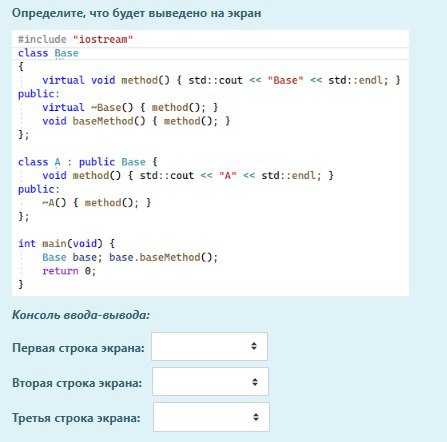 Определите, что будет выведено на экран
#include "iostream"
class Base
{
virtual void method() { std::cout << "Base" << std::endl; }
public:
virtual ~Base() { method(); }
void baseMethod() { method(); }
};
class A : public Base {
void method() { std::cout << "A" << std::endl; }
public:
~A() { method(); }
};
int main(void) {
Base base; base.baseMethod();
return 0;
}
Консоль ввода-вывода:
Первая строка экрана:
Вторая строка экрана:
Третья строка экрана: